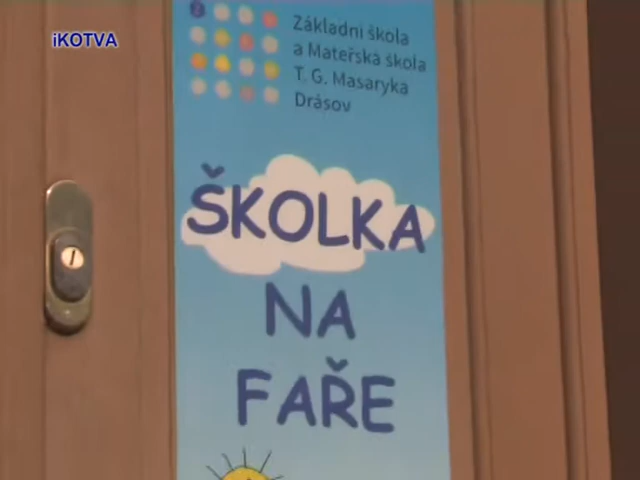 iKOTVA
Základní škola
a Mateřská škola
T. G. Masaryka
Drásov
ŠKOLKA
NA
FAŘE